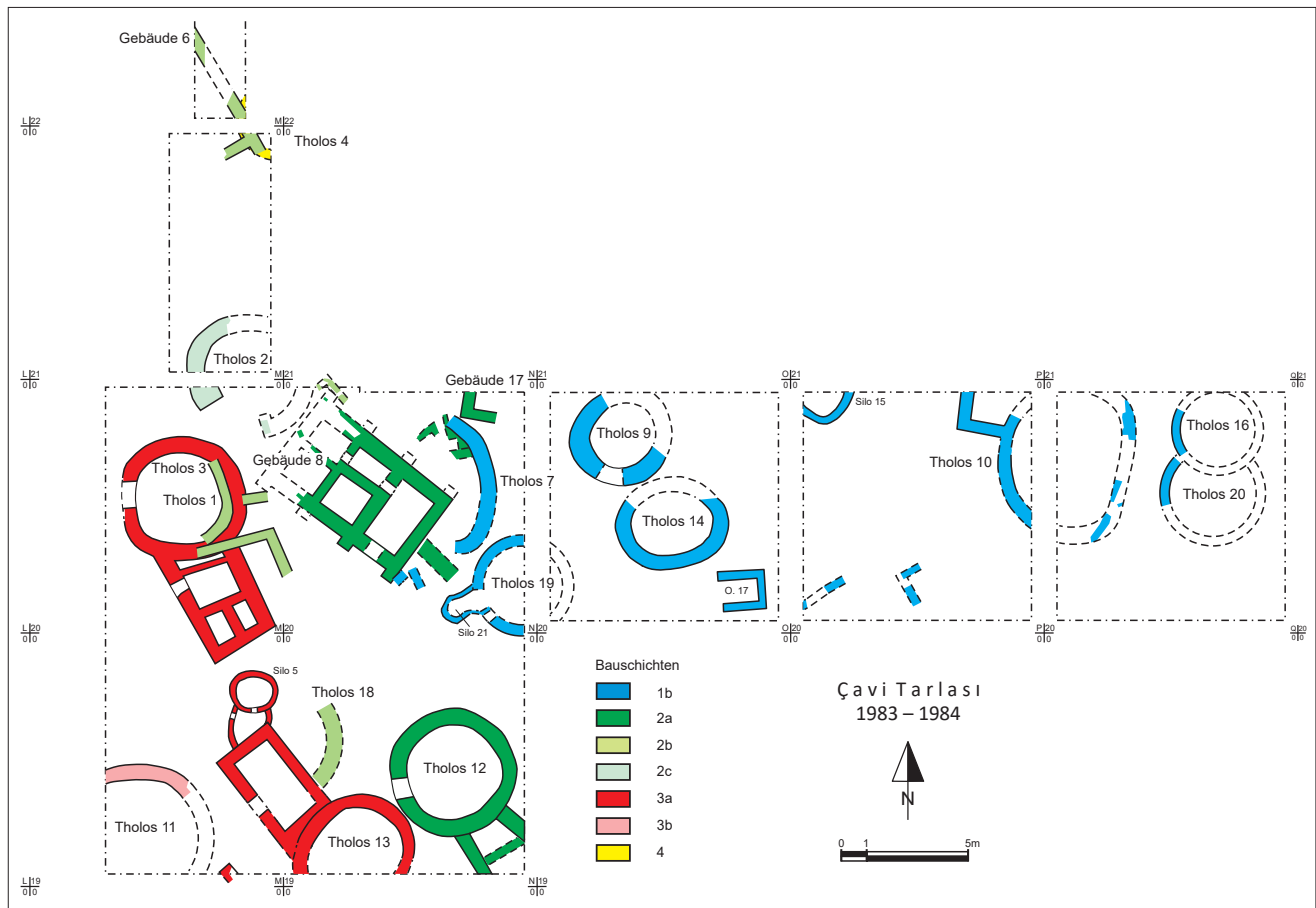 Gebäude 6
L 22
0 0
M 22
0 0
Tholos 4
Tholos 2
L 21
0 0
M 21
0 0
Gebäude 17
N 21
0 0
O 21
0 0
Silo 15
P 21
0 0
Q 21
0 0
Tholos 3
Tholos 1
Gebäude 8
Tholos 7
Tholos 9
Tholos 14
Tholos 10
Tholos 16
Tholos 20
Tholos 19
Silo 21
O. 17
L 20
0 0
M 20
0 0
N 20
0 0
O 20
0 0
P 20
0 0
Q 20
0 0
Silo 5
Tholos 18
Tholos 12
Tholos 11
Tholos 13
L 19
0 0
M 19
0 0
N 19
0 0
Bauschichten
1b
2a
2b
2c
3a
3b
4
Çavi Tarlası
1983 – 1984
N
0 1 5m